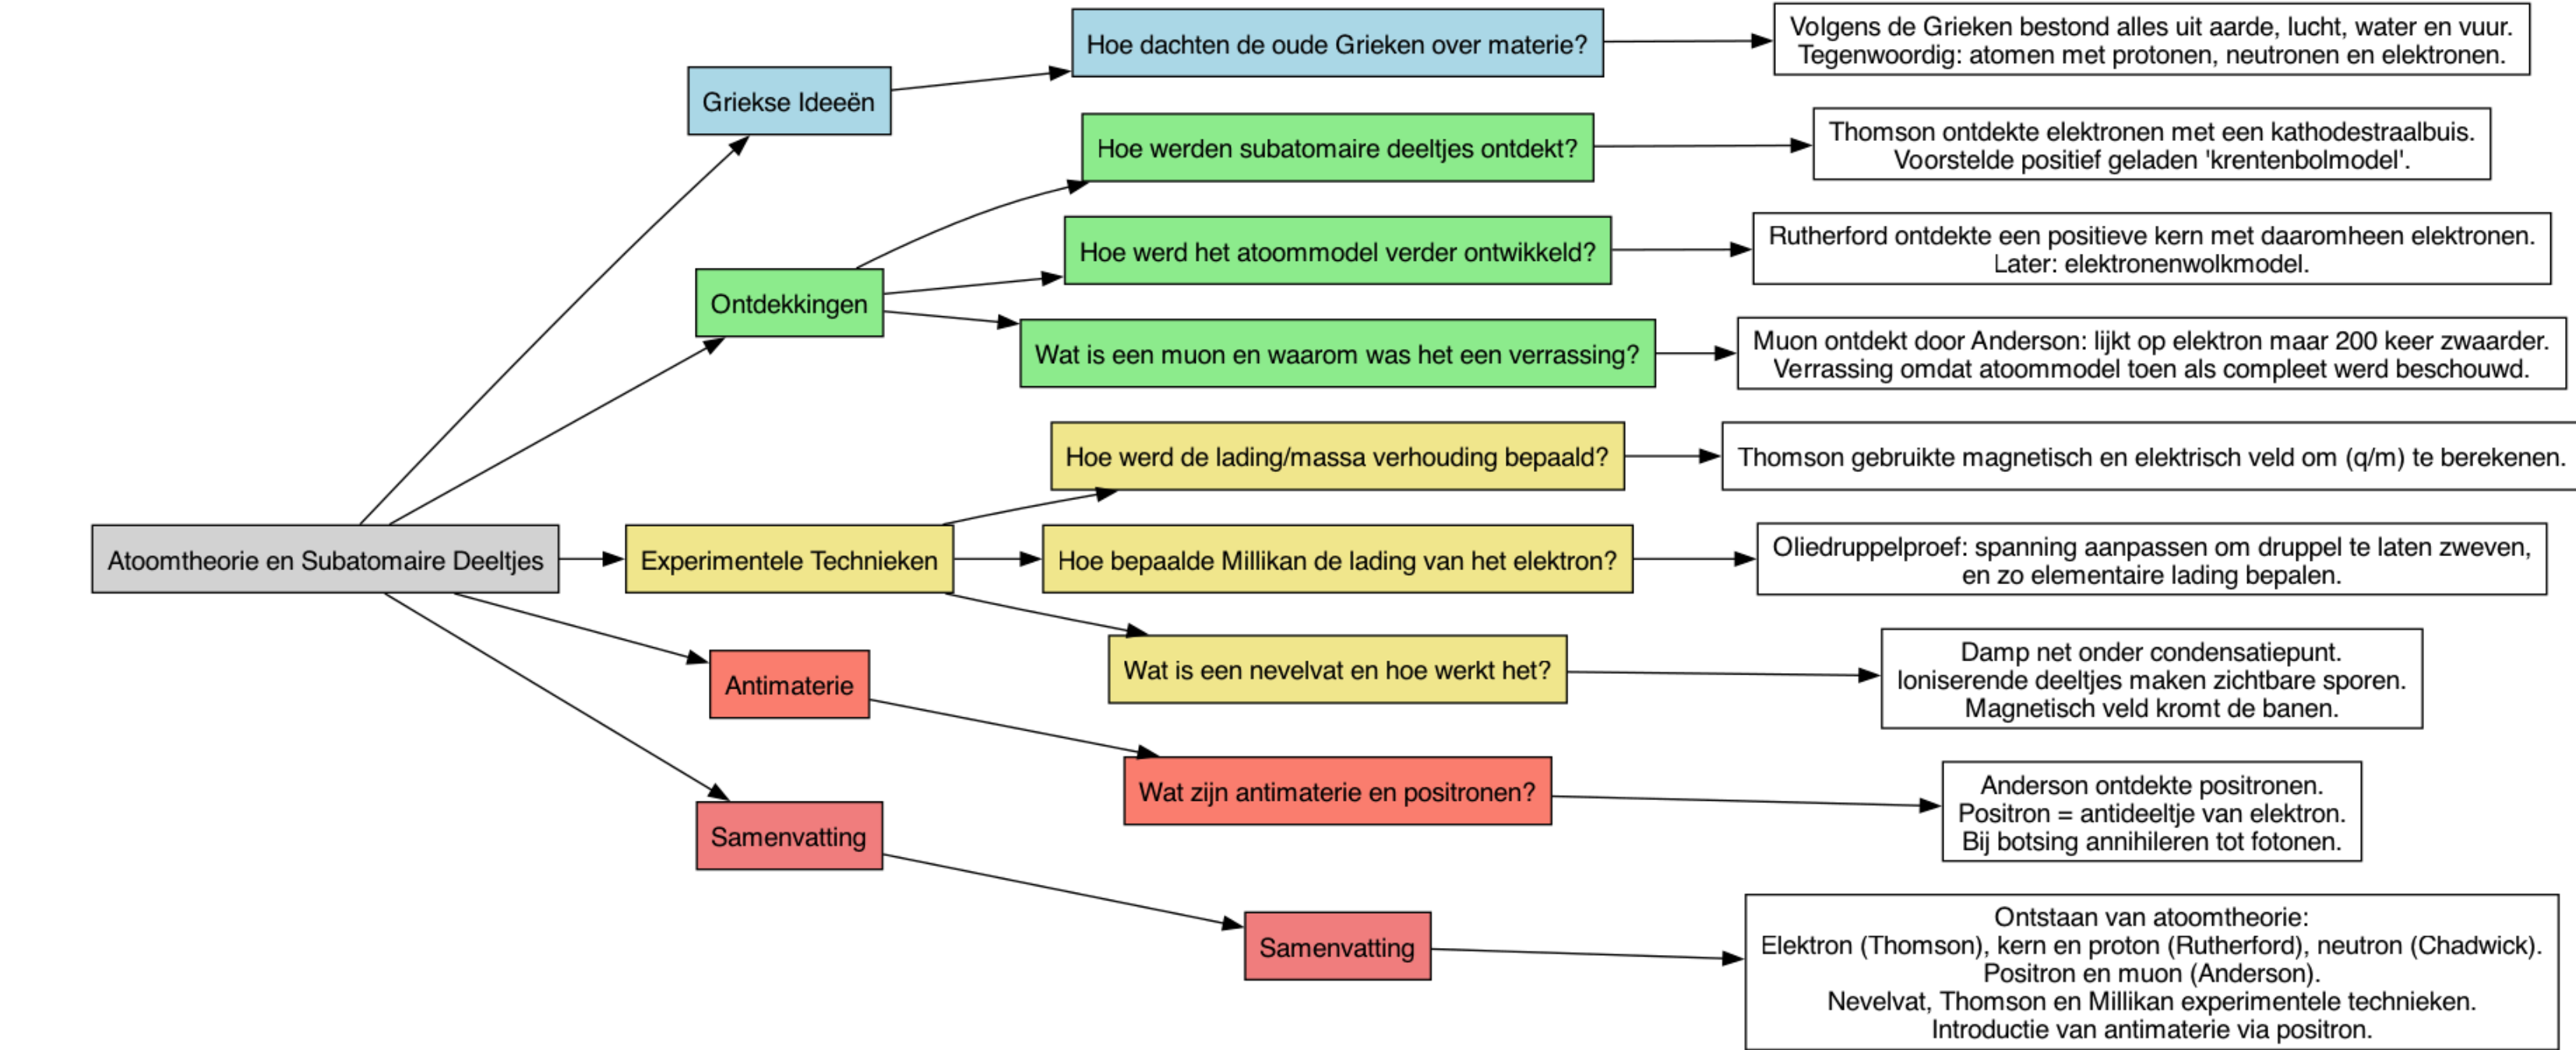 Atoomtheorie en Subatomaire Deeltjes
Griekse Ideeën
Hoe dachten de oude Grieken over materie?
Volgens de Grieken bestond alles uit aarde, lucht, water en vuur.
Tegenwoordig: atomen met protonen, neutronen en elektronen.
Ontdekkingen
Hoe werden subatomaire deeltjes ontdekt?
Thomson ontdekte elektronen met een kathodestraalbuis.
Voorstelde positief geladen 'krentenbolmodel'.
Hoe werd het atoommodel verder ontwikkeld?
Rutherford ontdekte een positieve kern met daaromheen elektronen.
Later: elektronenwolkmodel.
Wat is een muon en waarom was het een verrassing?
Muon ontdekt door Anderson: lijkt op elektron maar 200 keer zwaarder.
Verrassing omdat atoommodel toen als compleet werd beschouwd.
Experimentele Technieken
Hoe werd de lading/massa verhouding bepaald?
Thomson gebruikte magnetisch en elektrisch veld om (q/m) te berekenen.
Hoe bepaalde Millikan de lading van het elektron?
Oliedruppelproef: spanning aanpassen om druppel te laten zweven,
en zo elementaire lading bepalen.
Wat is een nevelvat en hoe werkt het?
Damp net onder condensatiepunt.
Ioniserende deeltjes maken zichtbare sporen.
Magnetisch veld kromt de banen.
Antimaterie
Wat zijn antimaterie en positronen?
Anderson ontdekte positronen.
Positron = antideeltje van elektron.
Bij botsing annihileren tot fotonen.
Samenvatting
Samenvatting
Ontstaan van atoomtheorie:
Elektron (Thomson), kern en proton (Rutherford), neutron (Chadwick).
Positron en muon (Anderson).
Nevelvat, Thomson en Millikan experimentele technieken.
Introductie van antimaterie via positron.